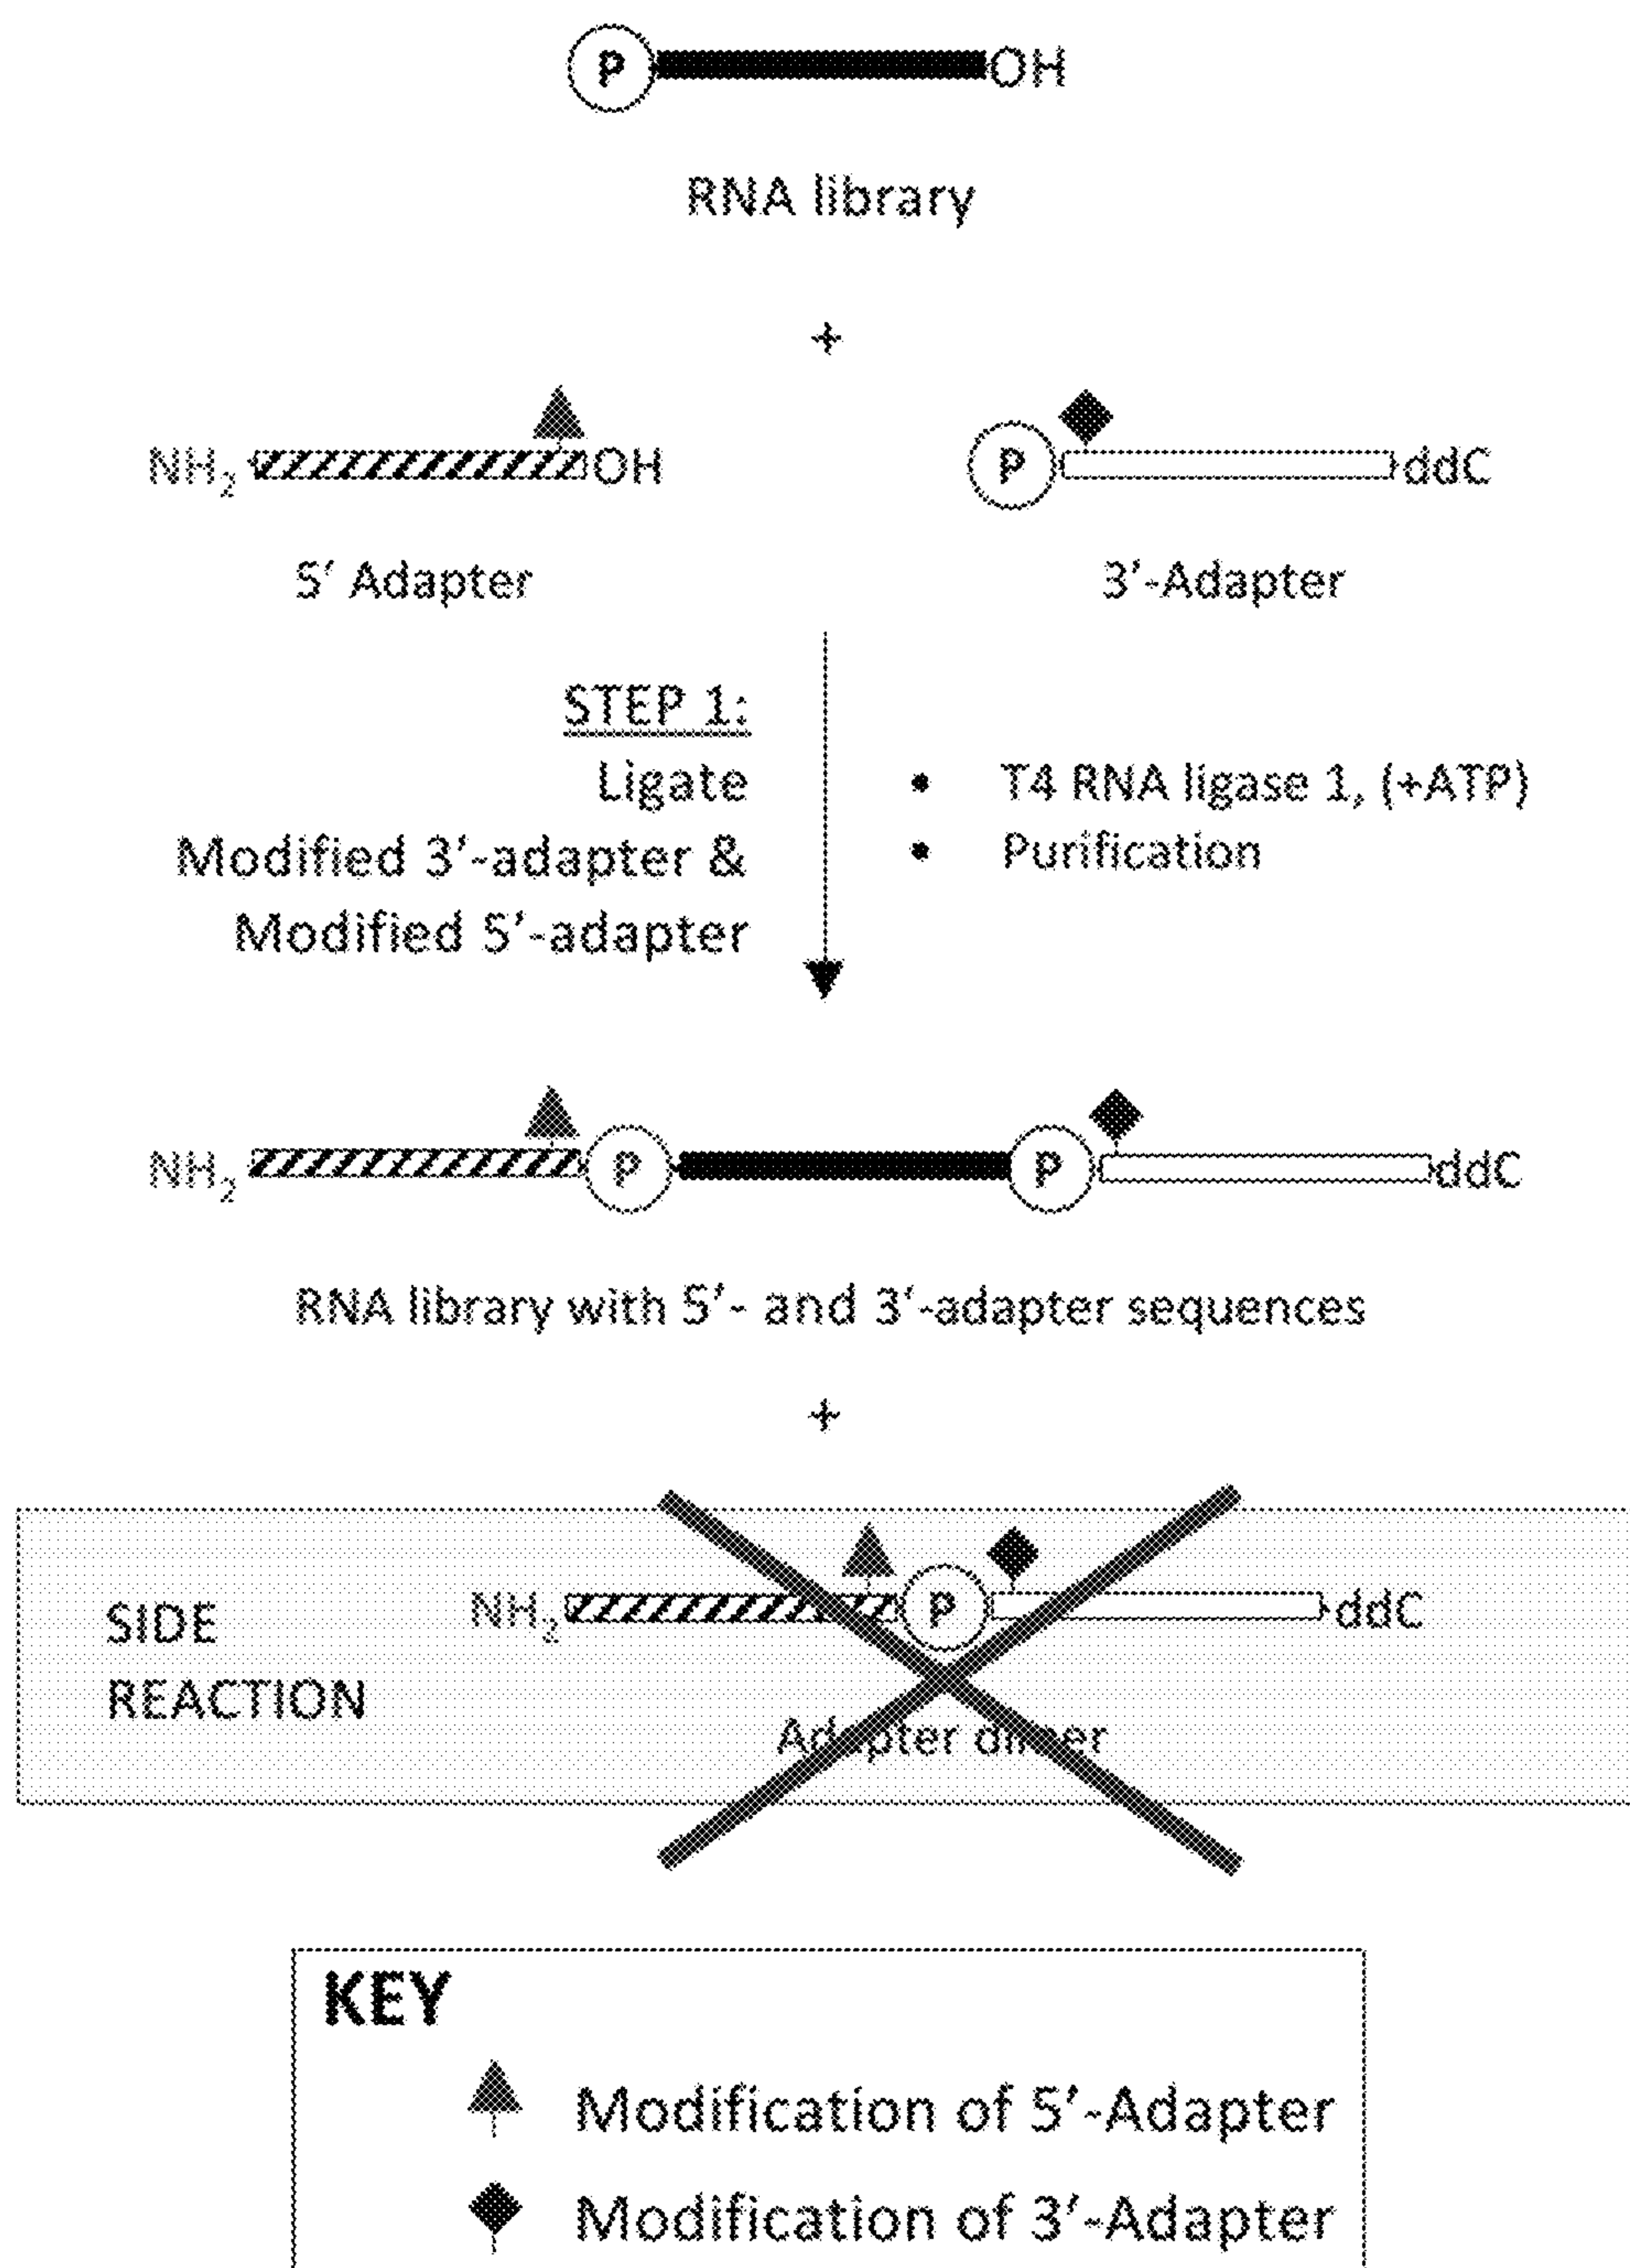 P OH
RNA library
+
NH2 OH P ddC
5' Adapter 3'-Adapter
STEP 1:
Ligate
Modified 3'-adapter &
Modified 5'-adapter
• T4 RNA ligase 1, (+ATP)
• Purification
NH2 P P ddC
RNA library with 5'- and 3'-adapter sequences
+
SIDE
REACTION
NH2 P ddC
Adapter dimer
KEY
Modification of 5'-Adapter
Modification of 3'-Adapter